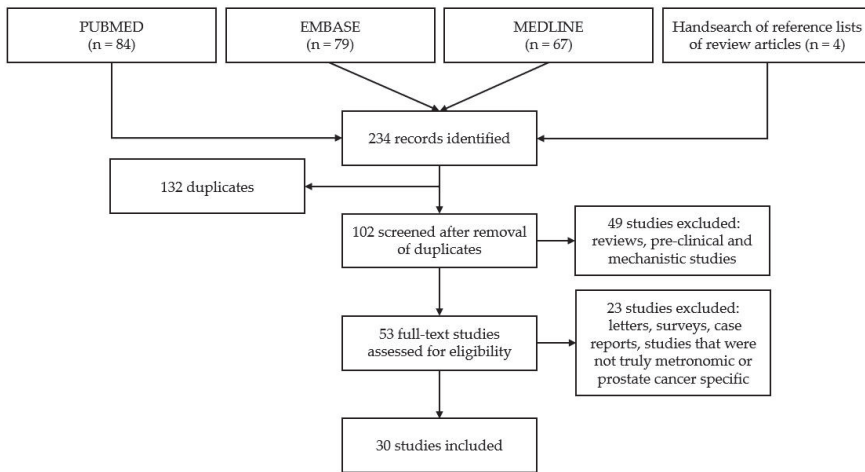 PUBMED
(n = 84)
EMBASE
(n = 79)
MEDLINE
(n = 67)
Handsearch of reference lists
of review articles (n = 4)
234 records identified
132 duplicates
102 screened after removal
of duplicates
49 studies excluded:
reviews, pre-clinical and
mechanistic studies
53 full-text studies
assessed for eligibility
23 studies excluded:
letters, surveys, case
reports, studies that were
not truly metronomic or
prostate cancer specific
30 studies included